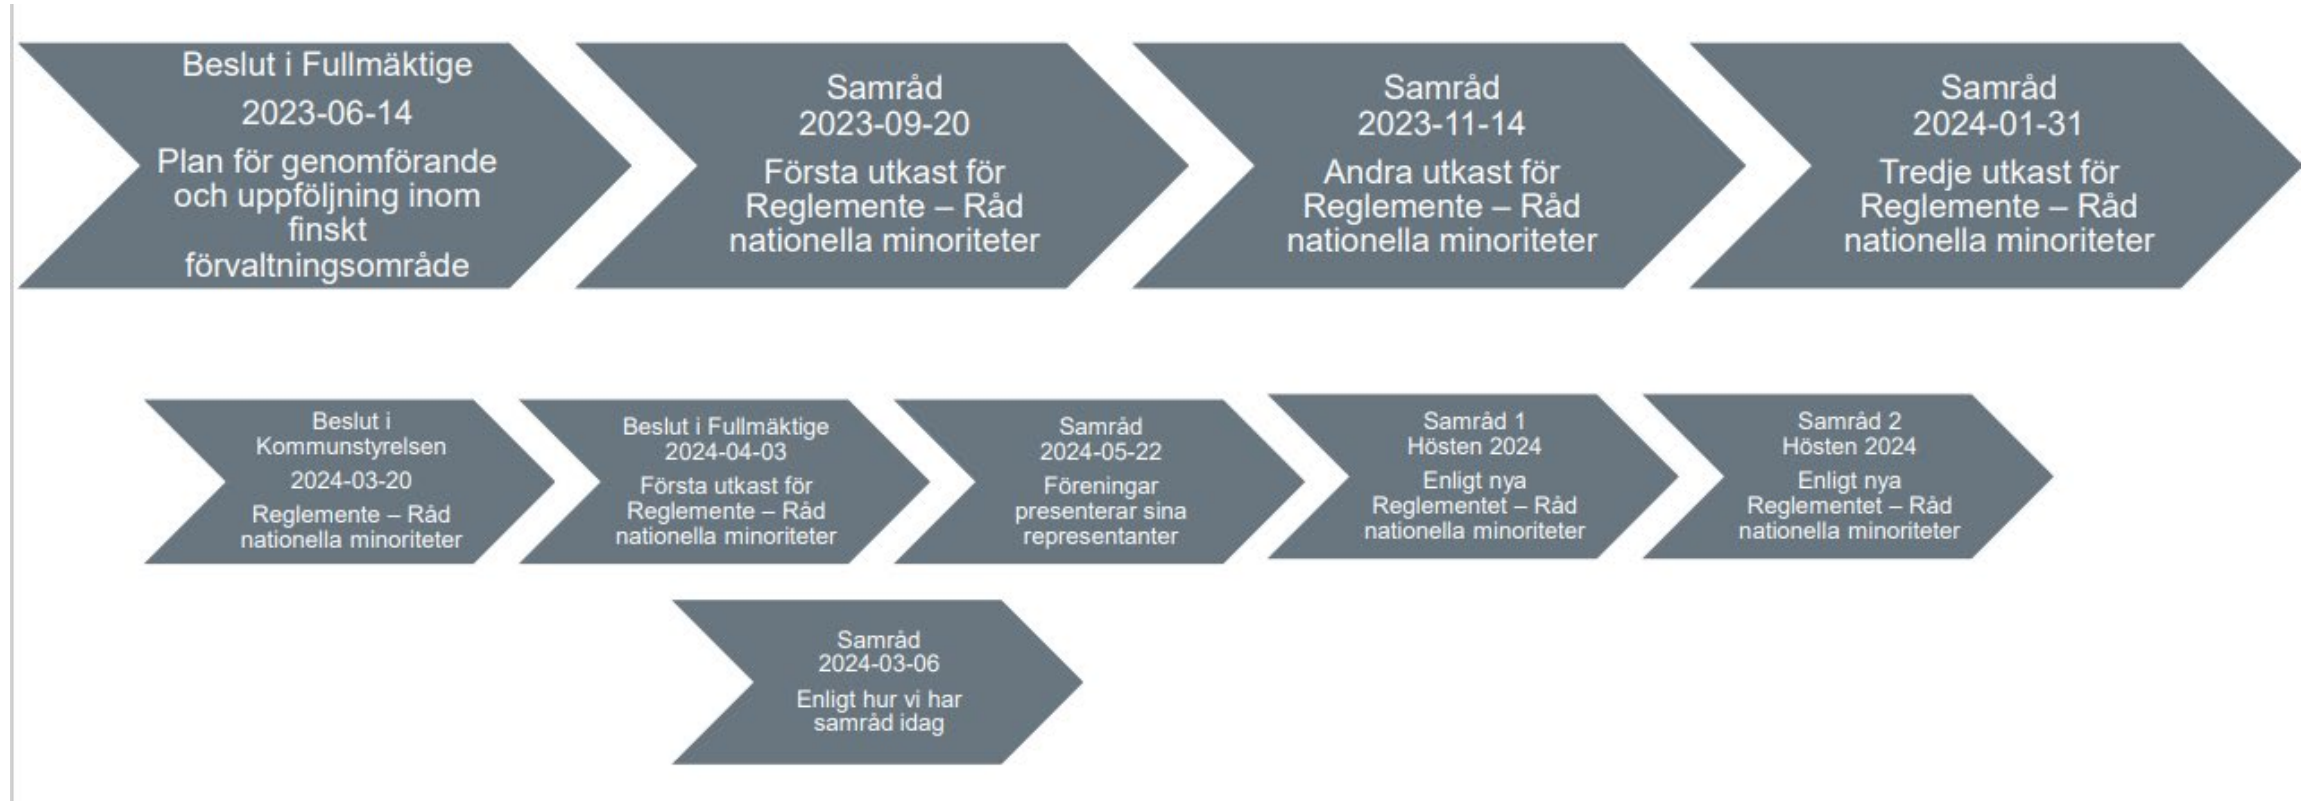 Beslut i Fullmäktige
2023-06-14
Plan för genomförande
och uppföljning inom
finskt
förvaltningsområde
Samråd
2023-09-20
Första utkast för
Reglemente – Råd
nationella minoriteter
Samråd
2023-11-14
Andra utkast för
Reglemente – Råd
nationella minoriteter
Samråd
2024-01-31
Tredje utkast för
Reglemente – Råd
nationella minoriteter
Beslut i
Kommunstyrelsen
2024-03-20
Reglemente – Råd
nationella minoriteter
Beslut i Fullmäktige
2024-04-03
Första utkast för
Reglemente – Råd
nationella minoriteter
Samråd
2024-05-22
Föreningar
presenterar sina
representanter
Samråd 1
Hösten 2024
Enligt nya
Reglementet – Råd
nationella minoriteter
Samråd 2
Hösten 2024
Enligt nya
Reglementet – Råd
nationella minoriteter
Samråd
2024-03-06
Enligt hur vi har
samråd idag